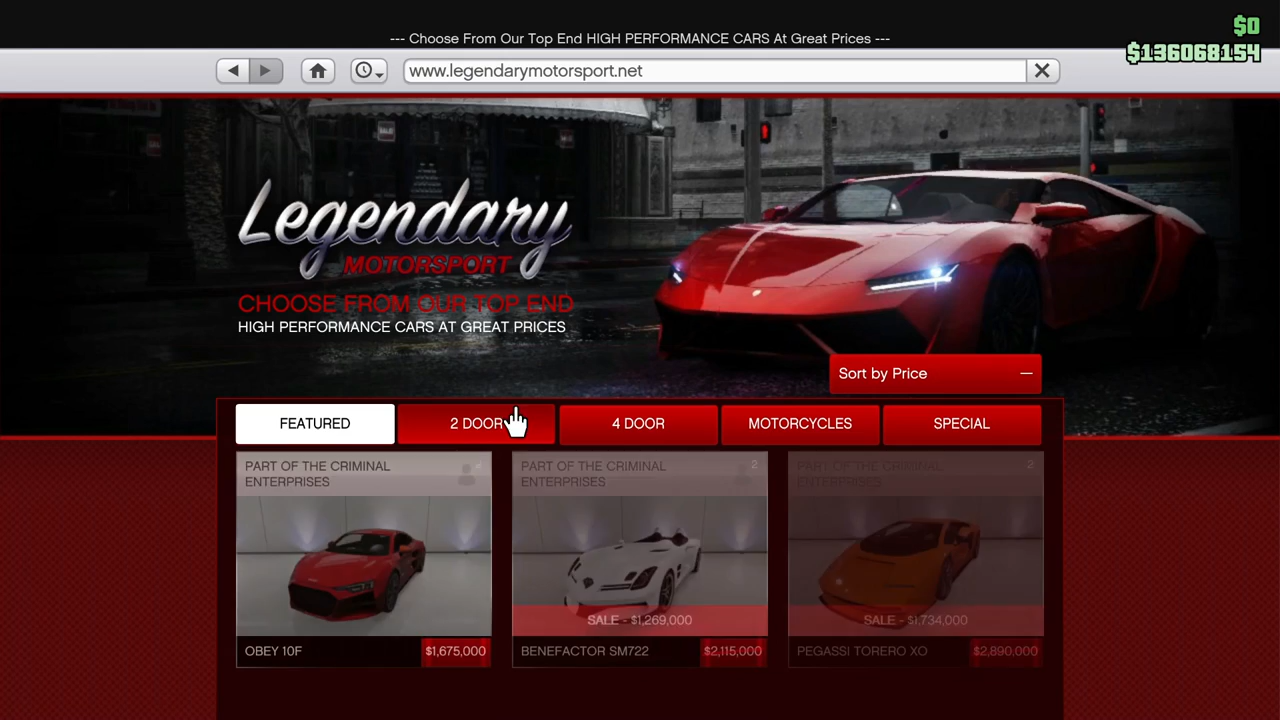 $0
--- Choose From Our Top End HIGH PERFORMANCE CARS At Great Prices ---
$136068154
www.legendarymotorsport.net
Legendary
MOTORSPORT
CHOOSE FROM OUR TOP END
HIGH PERFORMANCE CARS AT GREAT PRICES
Sort by Price
FEATURED
2 DOOR
4 DOOR
MOTORCYCLES
SPECIAL
PART OF THE CRIMINAL
ENTERPRISES
2
PART OF THE CRIMINAL
ENTERPRISES
2
PART OF THE CRIMINAL
ENTERPRISES
2
SALE - $1,269,000
SALE - $1,734,000
OBEY 10F
$1,675,000
BENEFACTOR SM722
$2,115,000
PEGASSI TORERO XO
$2,890,000